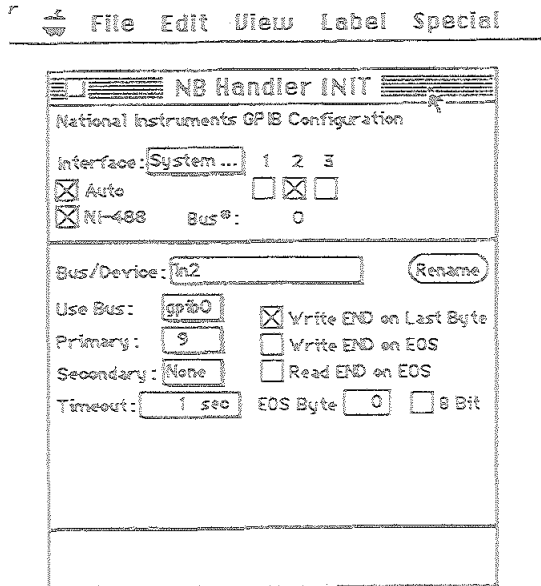 r
File Edit View Label Special
NB Handler INIT
National Instruments GPIB Configuration
Interface: System ... 1 2 3
Auto
NI-488 Bus#: 0
Bus/Device: In2 Rename
Use Bus: gpib0
Write END on Last Byte
Primary: 9
Write END on EOS
Secondary: None
Read END on EOS
Timeout: 1 sec EOS Byte 0 8 Bit